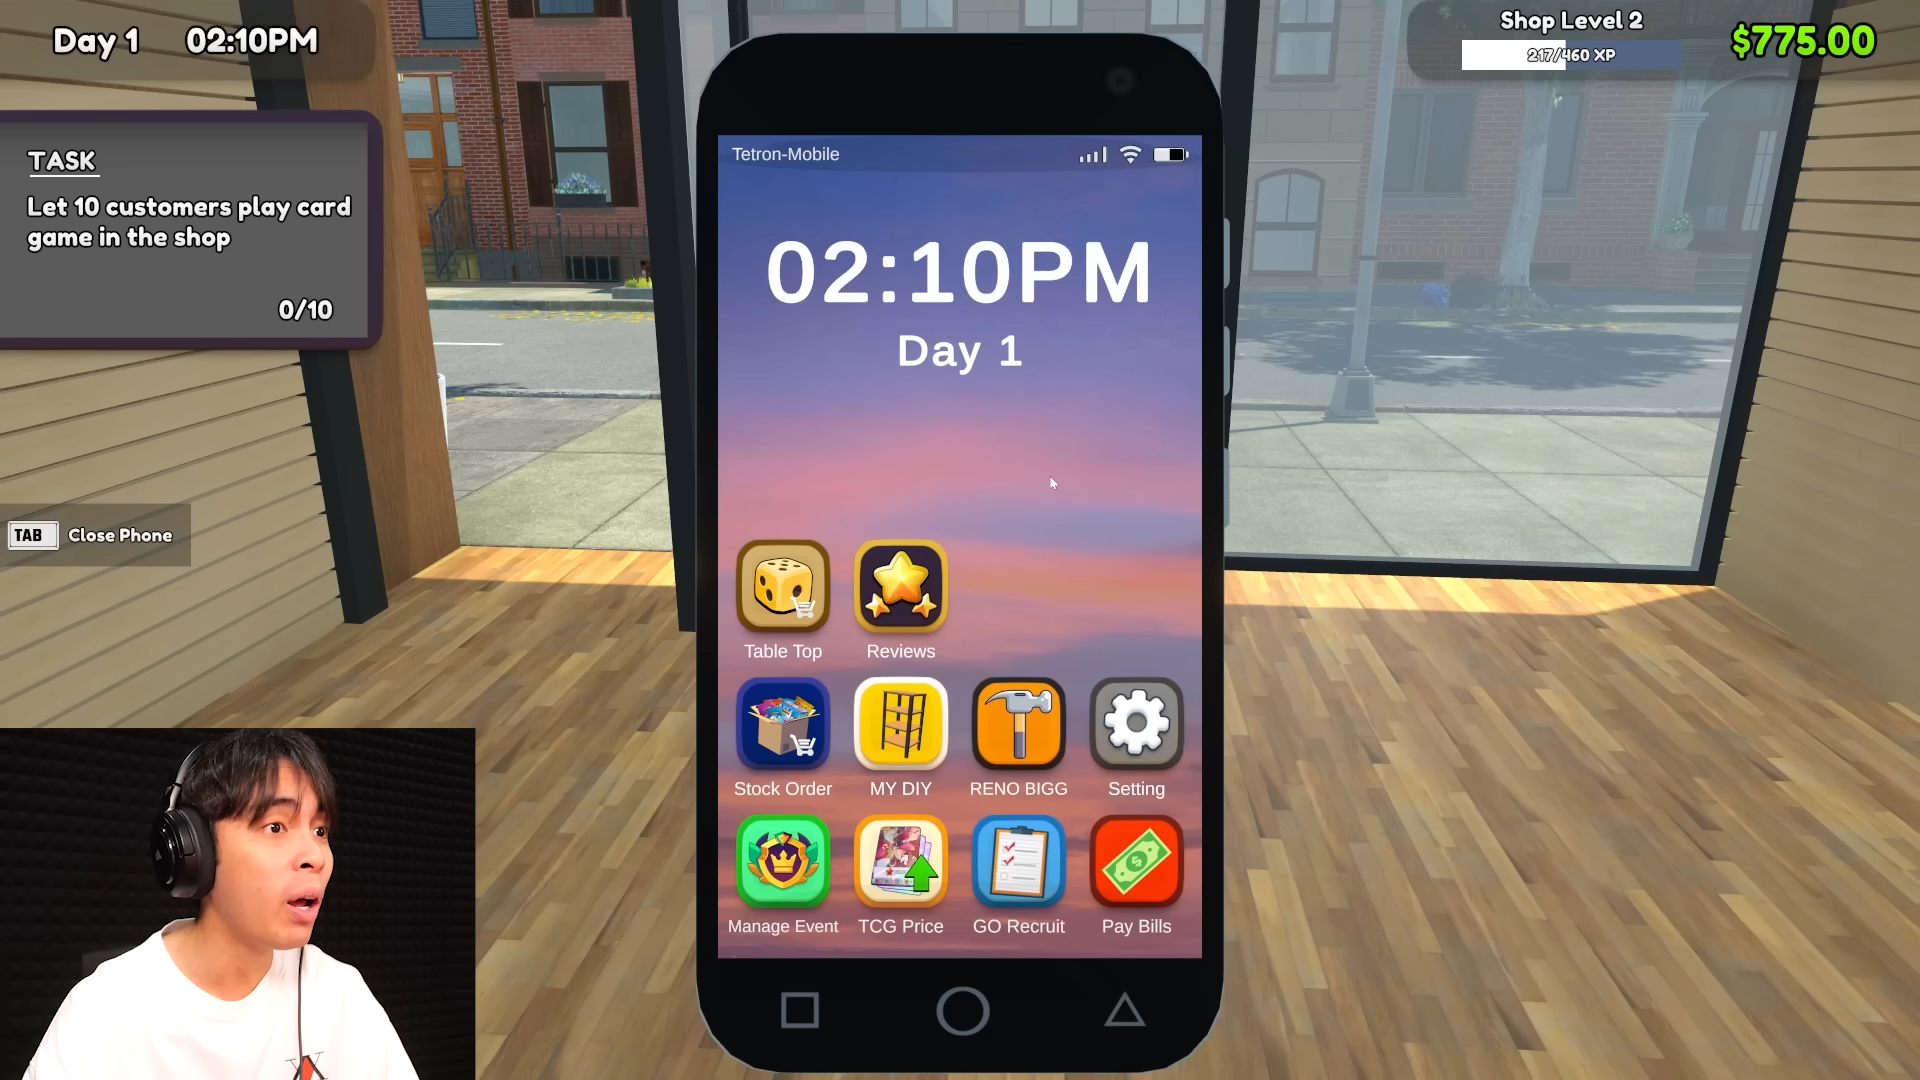 Day 1 02:10PM
Shop Level 2
217/460 XP
$775.00
TASK
Let 10 customers play card
game in the shop
0/10
TAB Close Phone
Tetron-Mobile
02:10PM
Day 1
Table Top Reviews
Stock Order MY DIY RENO BIGG Setting
Manage Event TCG Price GO Recruit Pay Bills